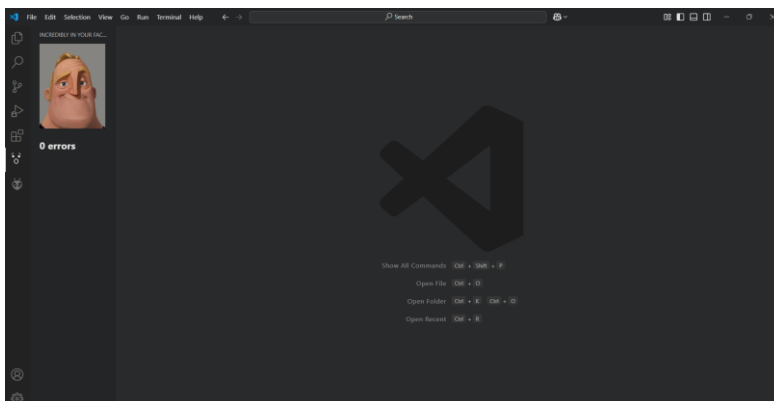 File Edit Selection View Go Run Terminal Help
Search
INCREDIBLY IN YOUR FAC...
0 errors
Show All Commands Ctrl + Shift + P
Open File Ctrl + O
Open Folder Ctrl + K Ctrl + O
Open Recent Ctrl + R